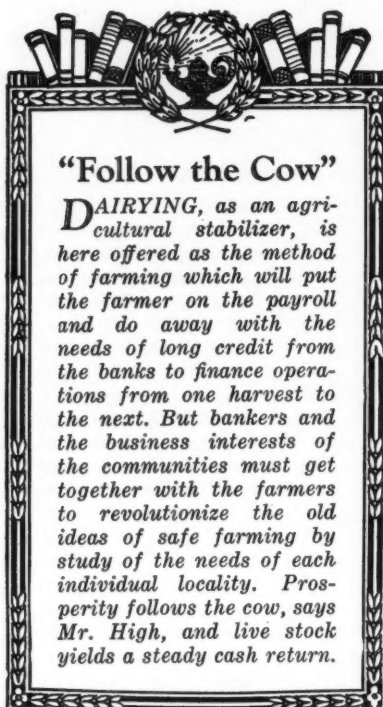 “Follow the Cow”
DAIRYING, as an agri-
cultural stabilizer, is
here offered as the method
of farming which will put
the farmer on the payroll
and do away with the
needs of long credit from
the banks to finance opera-
tions from one harvest to
the next. But bankers and
the business interests of
the communities must get
together with the farmers
to revolutionize the old
ideas of safe farming by
study of the needs of each
individual locality. Pros-
perity follows the cow, says
Mr. High, and live stock
yields a steady cash return.